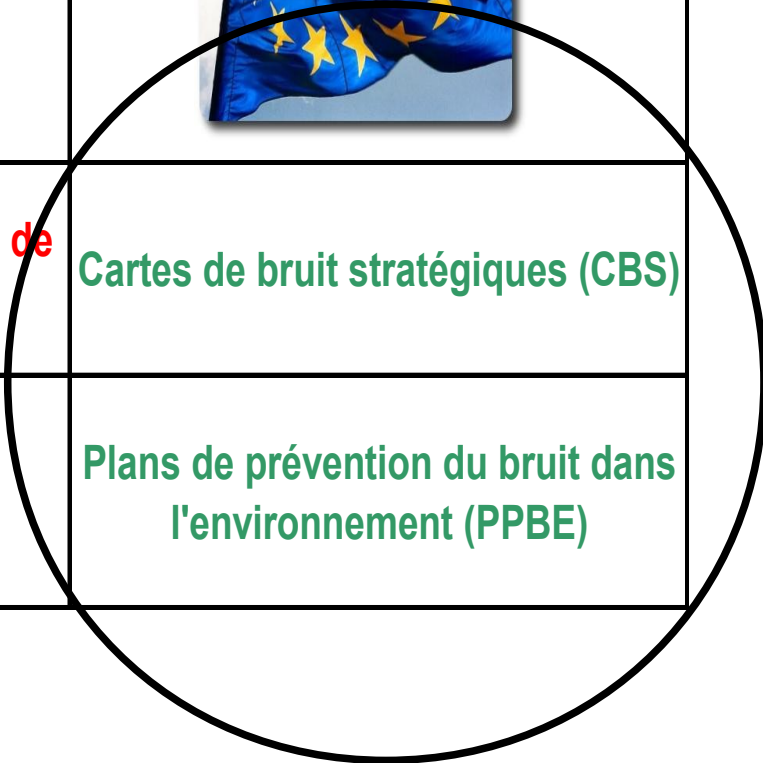 de
Cartes de bruit stratégiques (CBS)
Plans de prévention du bruit dans
l'environnement (PPBE)